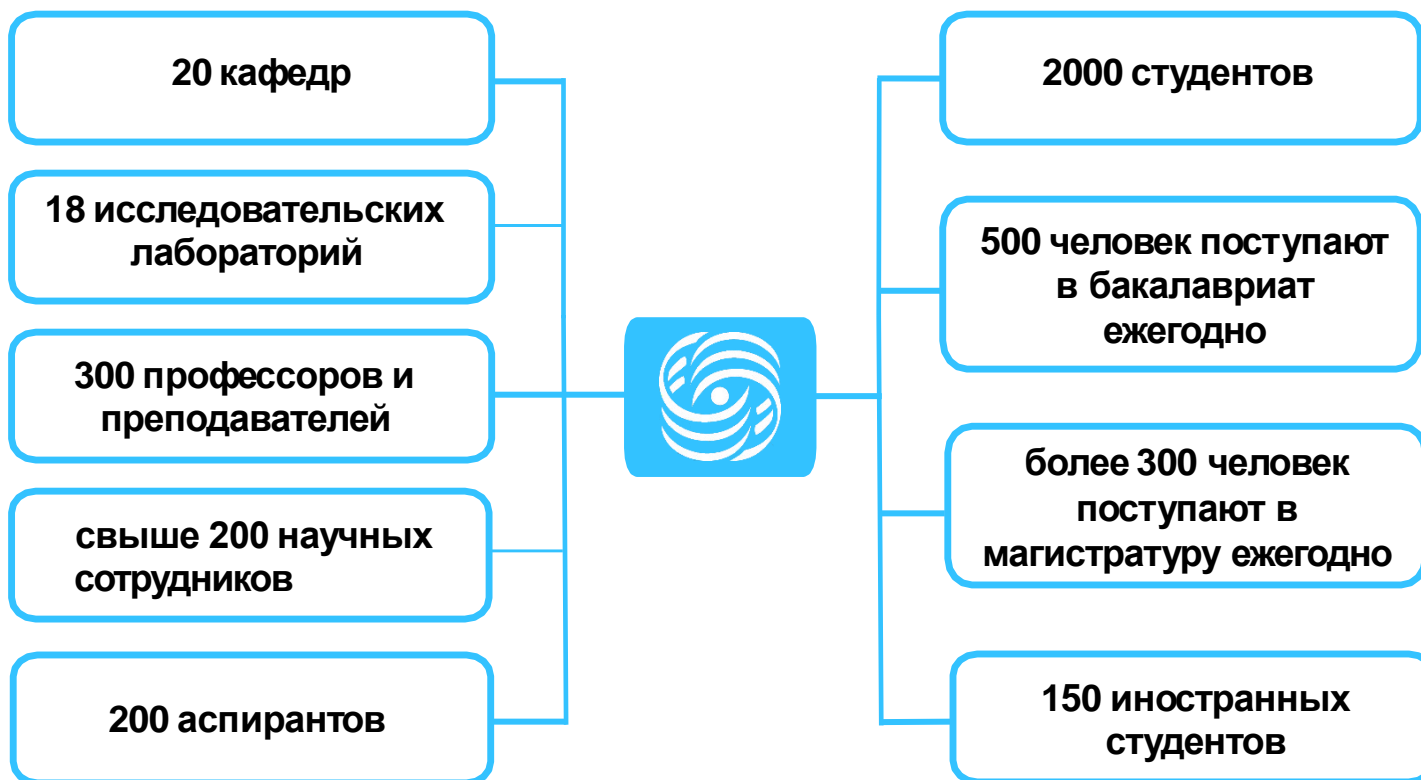 20 кафедр
18 исследовательских
лабораторий
300 профессоров и
преподавателей
свыше 200 научных
сотрудников
200 аспирантов
2000 студентов
500 человек поступают
в бакалавриат
ежегодно
более 300 человек
поступают в
магистратуру ежегодно
150 иностранных
студентов